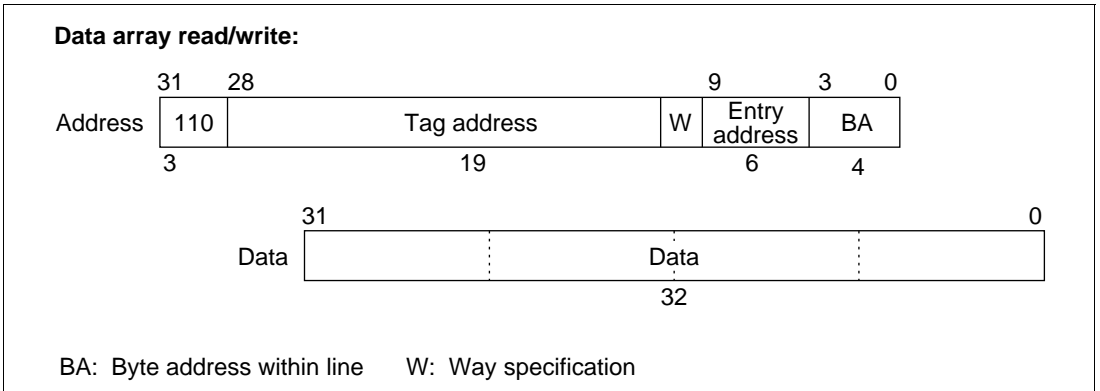 Data array read/write:
31 28 9 3 0
Address 110 Tag address W Entry address BA
3 19 6 4
31 0
Data Data
32
BA: Byte address within line W: Way specification